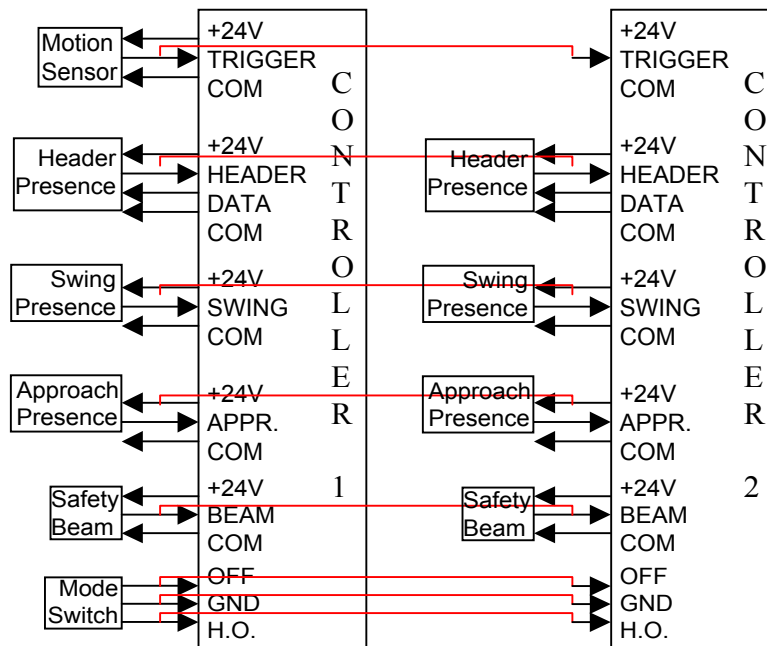 Motion
Sensor
+24V
TRIGGER
COM
Header
Presence
+24V
HEADER
DATA
COM
Swing
Presence
+24V
SWING
COM
Approach
Presence
+24V
APPR.
COM
Safety
Beam
+24V
BEAM
COM
Mode
Switch
OFF
GND
H.O.
C
O
N
T
R
O
L
L
E
R
1
+24V
TRIGGER
COM
Header
Presence
+24V
HEADER
DATA
COM
Swing
Presence
+24V
SWING
COM
Approach
Presence
+24V
APPR.
COM
Safety
Beam
+24V
BEAM
COM
OFF
GND
H.O.
C
O
N
T
R
O
L
L
E
R
2